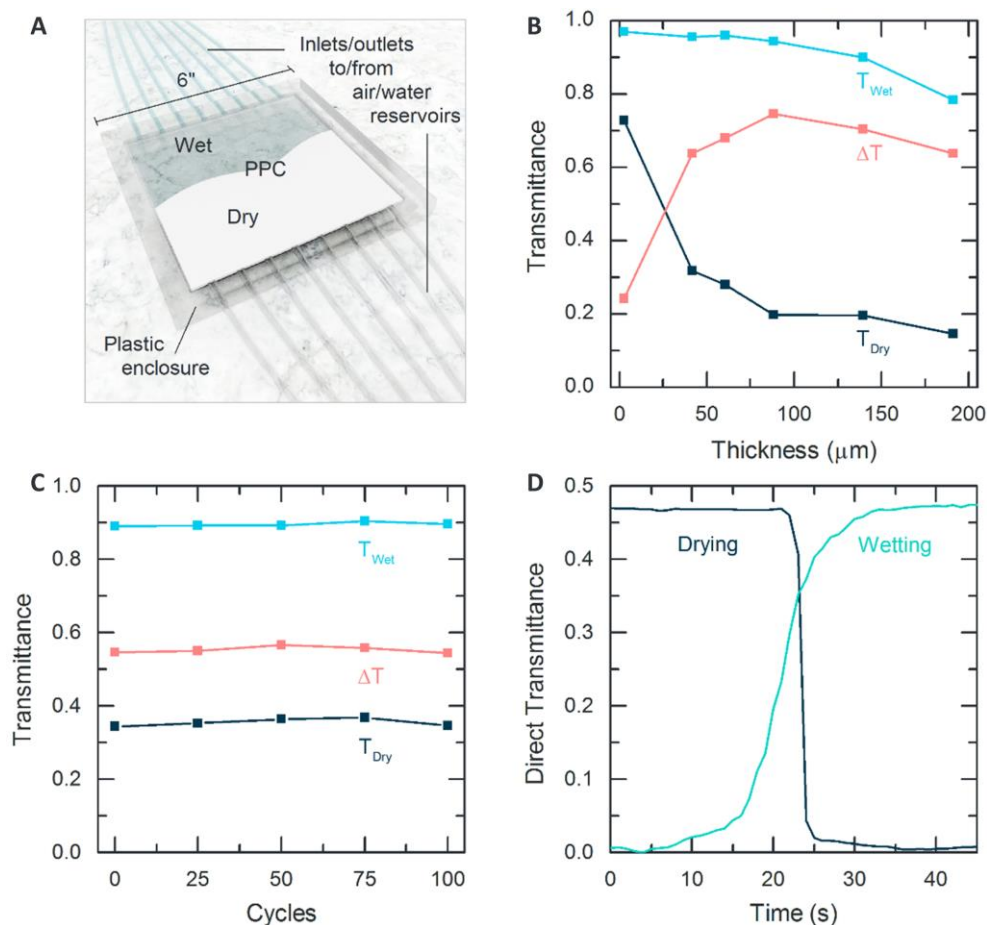 A
Inlets/outlets
to/from
air/water
reservoirs
6"
Wet
PPC
Dry
Plastic
enclosure
B
Transmittance
1.0
0.8
0.6
0.4
0.2
0.0
T_Wet
ΔT
T_Dry
0 50 100 150 200
Thickness (μm)
C
Transmittance
1.0
0.8
0.6
0.4
0.2
0.0
T_Wet
ΔT
T_Dry
0 25 50 75 100
Cycles
D
Direct Transmittance
0.5
0.4
0.3
0.2
0.1
0.0
Drying Wetting
0 10 20 30 40
Time (s)